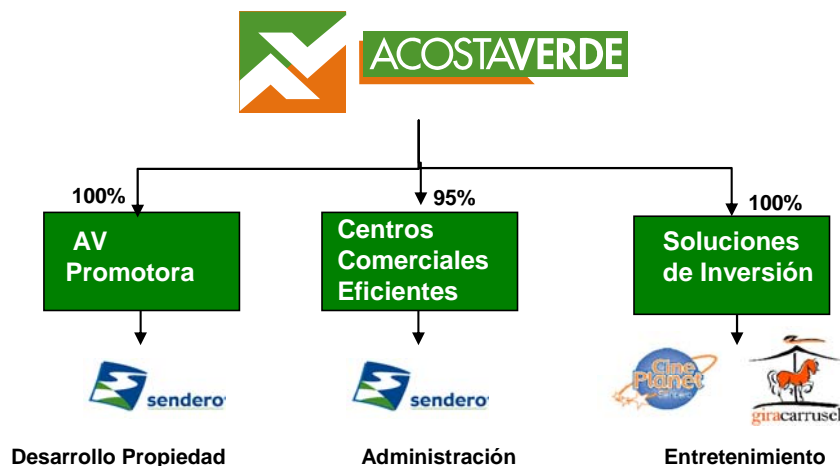 ACOSTAVERDE
100%
95%
100%
AV
Promotora
Centros
Comerciales
Eficientes
Soluciones
de Inversión
sendero
sendero
Cine
Planet
Sendero
giracarrusel
Desarrollo Propiedad
Administración
Entretenimiento